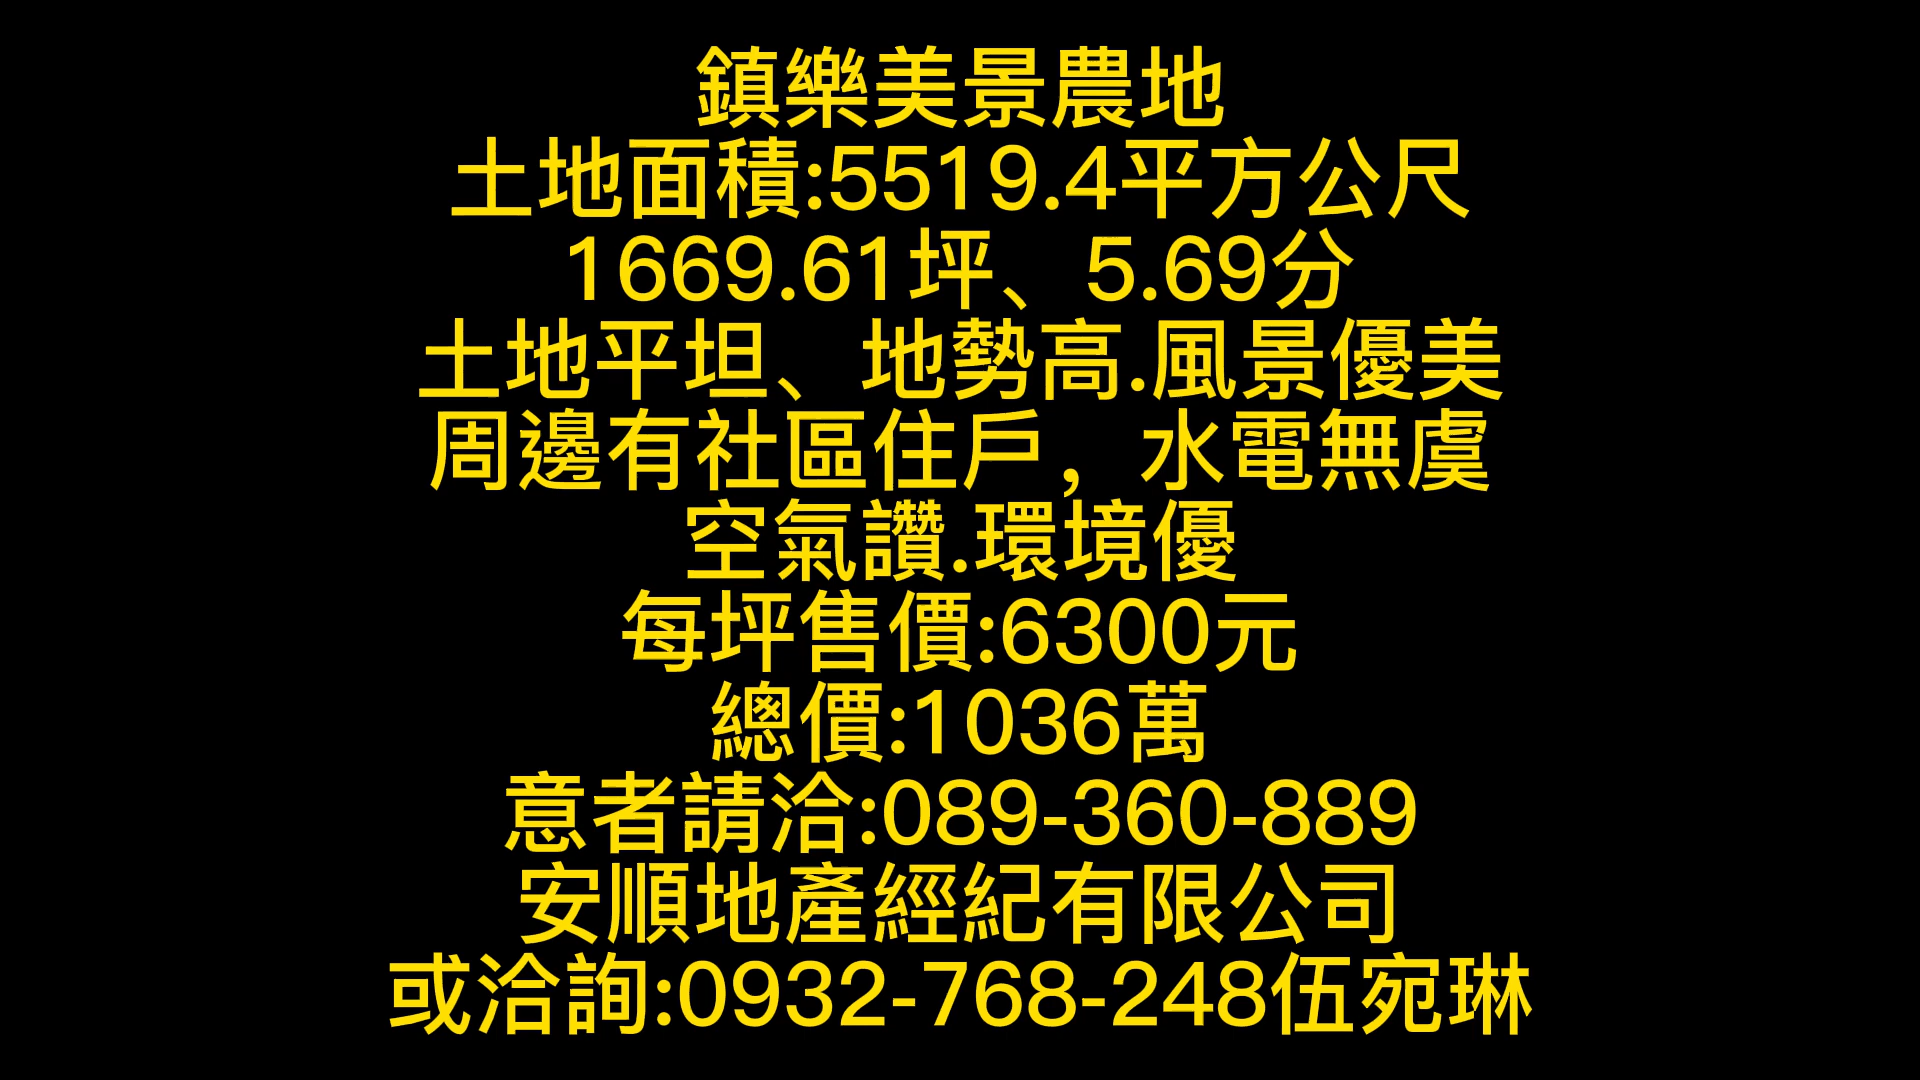 鎮樂美景農地
土地面積:5519.4平方公尺
1669.61坪、5.69分
土地平坦、地勢高.風景優美
周邊有社區住戶，水電無虞
空氣讚.環境優
每坪售價:6300元
總價:1036萬
意者請洽:089-360-889
安順地產經紀有限公司
或洽詢:0932-768-248伍宛琳